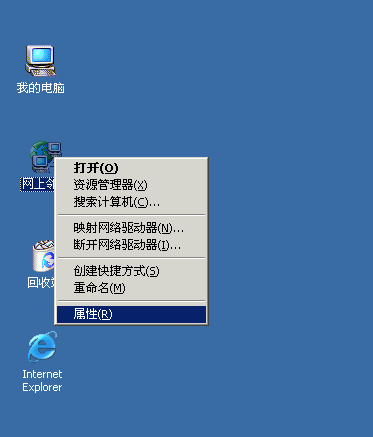 我的电脑
网上邻
打开(O)
资源管理器(X)
搜索计算机(C)...
映射网络驱动器(N)...
断开网络驱动器(I)...
创建快捷方式(S)
重命名(M)
属性(R)
回收
Internet
Explorer